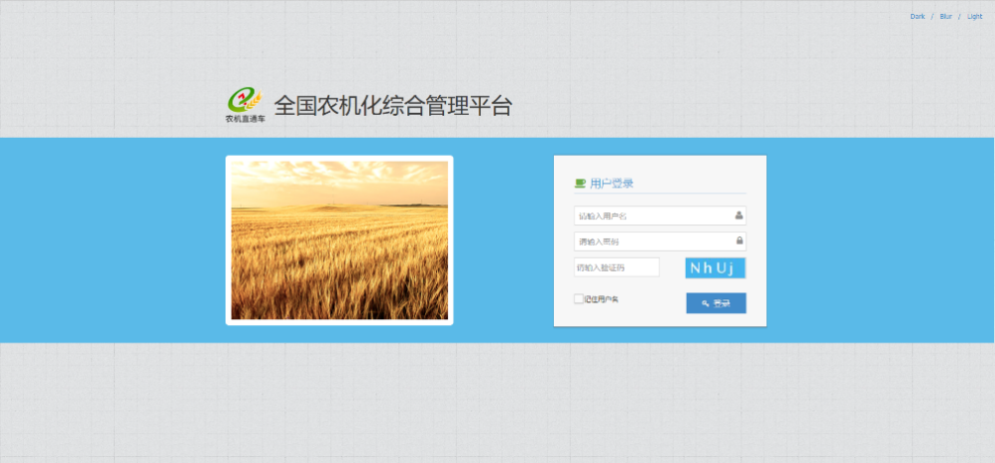 Dark / Blur / Light
农机直通车
全国农机化综合管理平台
用户登录
请输入用户名
请输入密码
请输入验证码
NhUj
记住用户名
登录